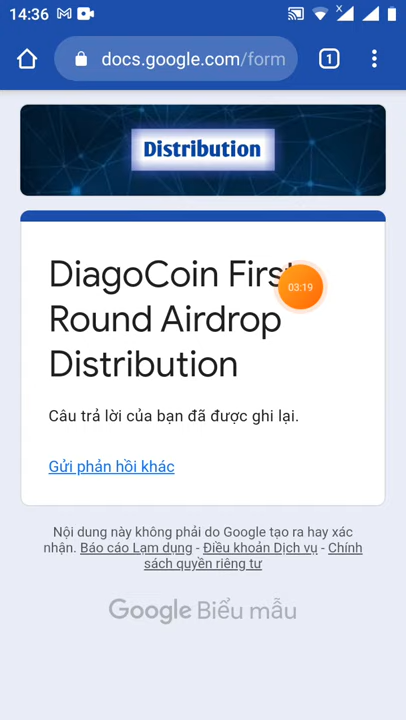 14:36
docs.google.com/form
1
Distribution
DiagoCoin First
03:19
Round Airdrop
Distribution
Câu trả lời của bạn đã được ghi lại.
Gửi phản hồi khác
Nội dung này không phải do Google tạo ra hay xác
nhận. Báo cáo Lạm dụng - Điều khoản Dịch vụ - Chính
sách quyền riêng tư
Google Biểu mẫu